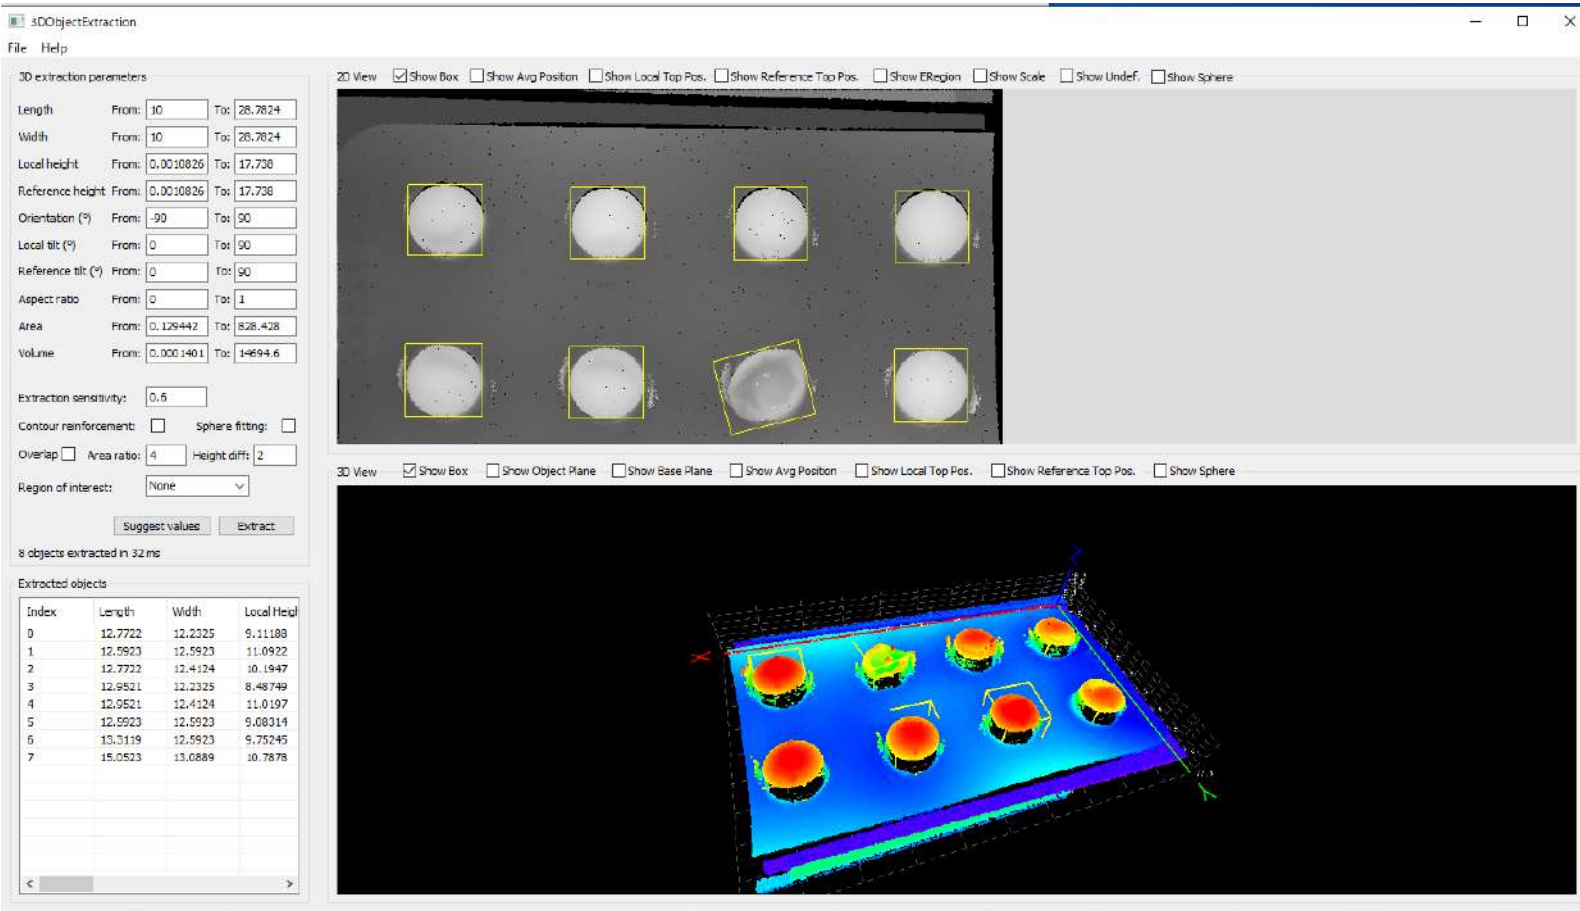 3DObjectExtraction
File Help
3D extraction parameters
Length From: 10 To: 28.7824
Width From: 10 To: 28.7824
Local height From: 0.0010826 To: 17.738
Reference height From: 0.0010826 To: 17.738
Orientation (º) From: -90 To: 90
Local tilt (º) From: 0 To: 90
Reference tilt (º) From: 0 To: 90
Aspect ratio From: 0 To: 1
Area From: 0.129442 To: 828.428
Volume From: 0.0001401 To: 14694.6
Extraction sensitivity: 0.6
Contour reinforcement: Sphere fitting:
Overlap Area ratio: 4 Height diff: 2
Region of interest: None
Suggest values Extract
8 objects extracted in 32 ms
Extracted objects
Index Length Width Local Heigh
0 12.7722 12.2325 9.11188
1 12.5923 12.5923 11.0922
2 12.7722 12.4124 10.1947
3 12.9521 12.2325 8.48749
4 12.9521 12.4124 11.0197
5 12.5923 12.5923 9.08314
6 13.3119 12.5923 9.75245
7 15.0523 13.0889 10.7878
2D View Show Box Show Avg Position Show Local Top Pos. Show Reference Top Pos. Show ERegion Show Scale Show Undef. Show Sphere
3D View Show Box Show Object Plane Show Base Plane Show Avg Position Show Local Top Pos. Show Reference Top Pos. Show Sphere
Z
X
Y